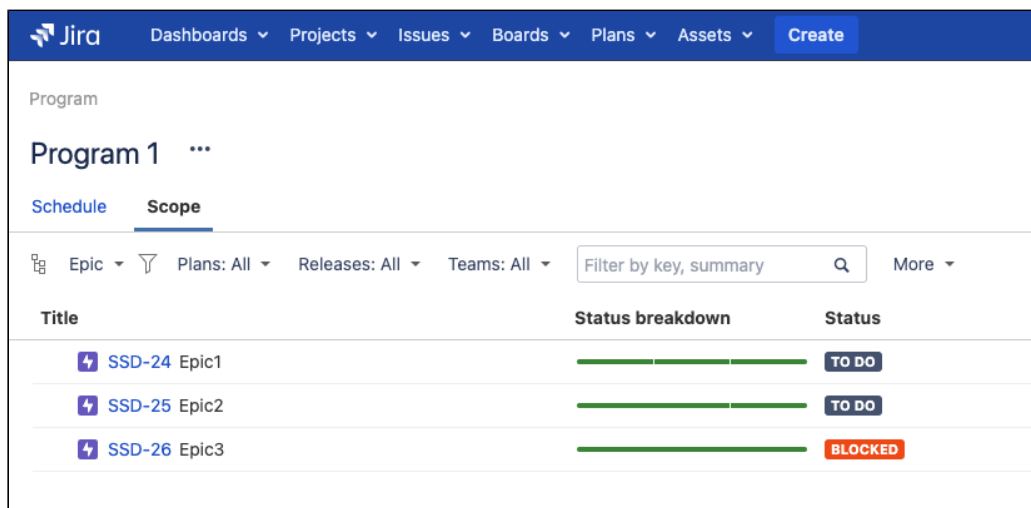 Jira Dashboards Projects Issues Boards Plans Assets Create
Program
Program 1 ...
Schedule Scope
Epic Plans: All Releases: All Teams: All Filter by key, summary More
Title Status breakdown Status
SSD-24 Epic1 TO DO
SSD-25 Epic2 TO DO
SSD-26 Epic3 BLOCKED